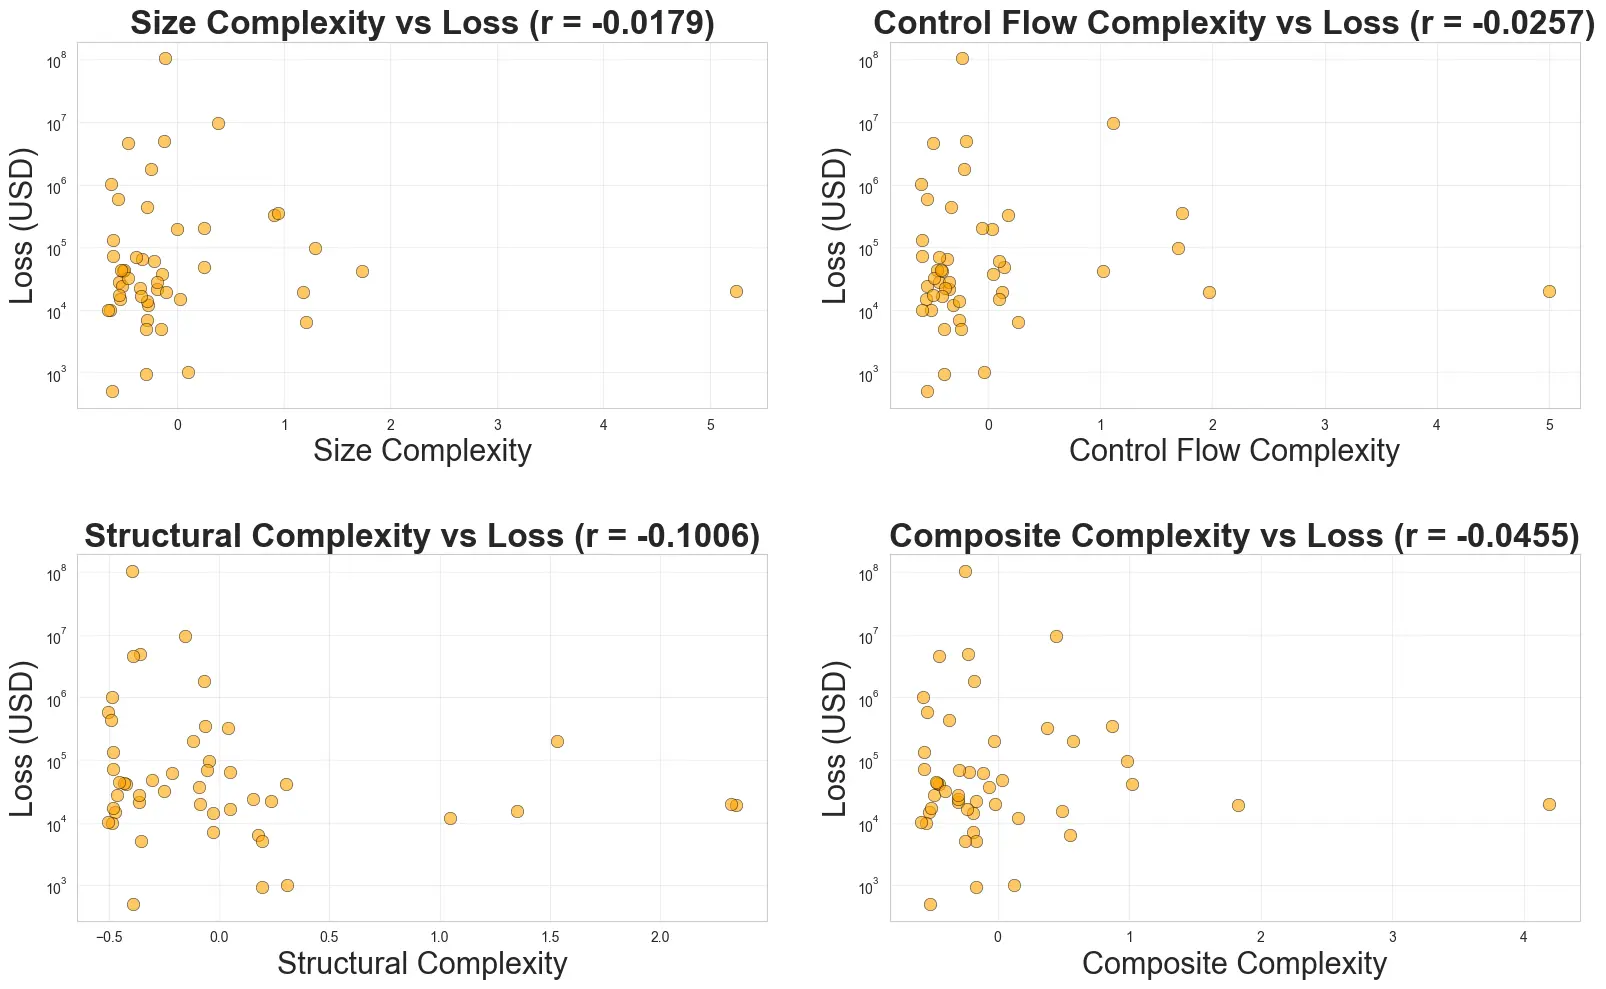 Size Complexity vs Loss (r = -0.0179)
Loss (USD)
10⁸
10⁷
10⁶
10⁵
10⁴
10³
0 1 2 3 4 5
Size Complexity
Control Flow Complexity vs Loss (r = -0.0257)
Loss (USD)
10⁸
10⁷
10⁶
10⁵
10⁴
10³
0 1 2 3 4 5
Control Flow Complexity
Structural Complexity vs Loss (r = -0.1006)
Loss (USD)
10⁸
10⁷
10⁶
10⁵
10⁴
10³
−0.5 0.0 0.5 1.0 1.5 2.0
Structural Complexity
Composite Complexity vs Loss (r = -0.0455)
Loss (USD)
10⁸
10⁷
10⁶
10⁵
10⁴
10³
0 1 2 3 4
Composite Complexity